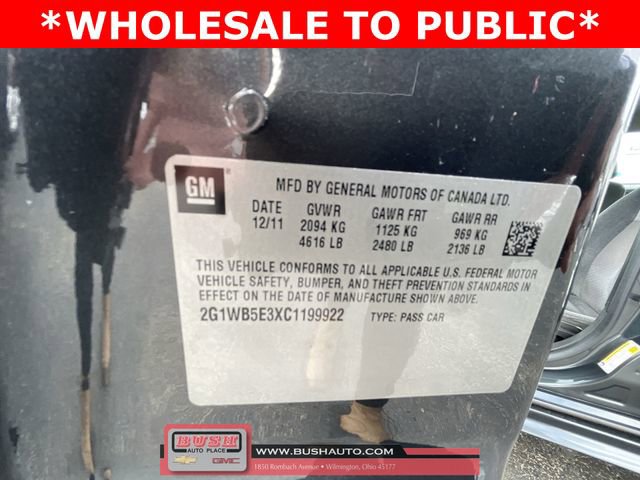 *WHOLESALE TO PUBLIC*
GM
MFD BY GENERAL MOTORS OF CANADA LTD.
DATE GVWR GAWR FRT GAWR RR
12/11 2094 KG 1125 KG 969 KG
4616 LB 2480 LB 2136 LB
THIS VEHICLE CONFORMS TO ALL APPLICABLE U.S. FEDERAL MOTOR
VEHICLE SAFETY, BUMPER, AND THEFT PREVENTION STANDARDS
IN EFFECT ON THE DATE OF MANUFACTURE SHOWN ABOVE.
2G1WB5E3XC1199922 TYPE: PASS CAR
BUSH
AUTO PLACE
GMC
WWW.BUSHAUTO.COM
1850 Rombach Avenue • Wilmington, Ohio 45177